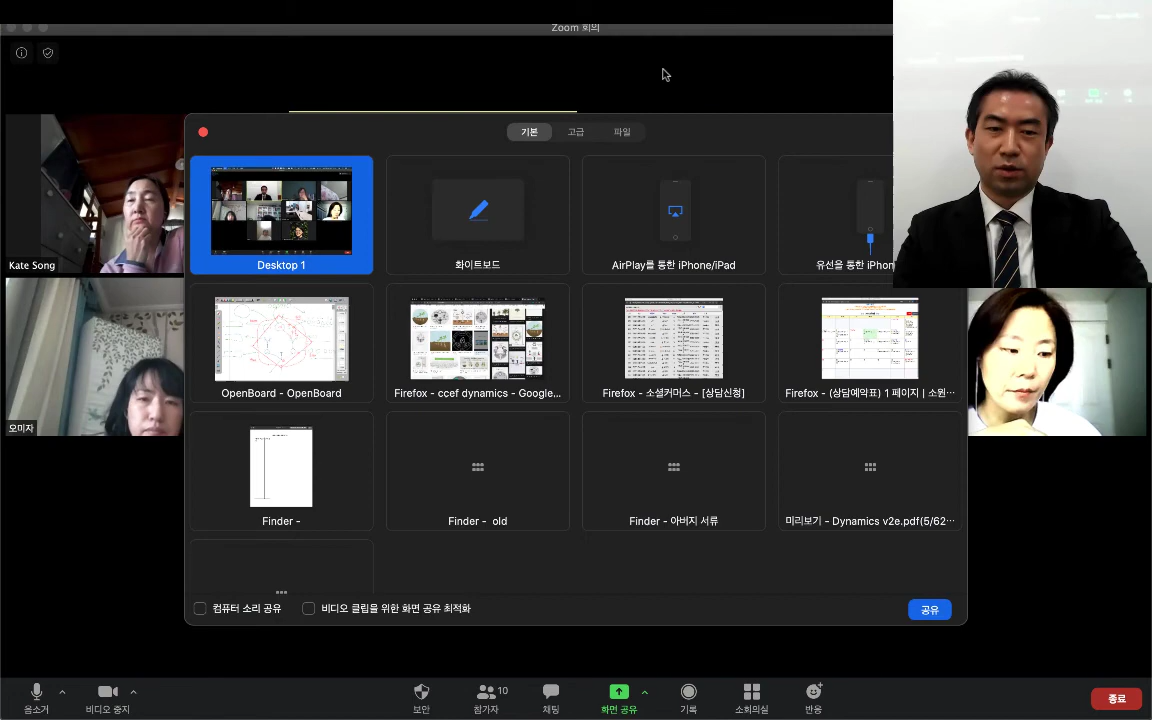 Zoom 회의
기본
고급
파일
Kate Song
Desktop 1
화이트보드
AirPlay를 통한 iPhone/iPad
유선을 통한 iPhon
OpenBoard - OpenBoard
Firefox - ccef dynamics - Google...
Firefox - 소셜커머스 - [상담신청]
Firefox - (상담예약표) 1 페이지 | 소원...
오미자
Finder -
Finder - old
Finder - 아버지 서류
미리보기 - Dynamics v2e.pdf(5/62...
컴퓨터 소리 공유
비디오 클립을 위한 화면 공유 최적화
공유
음소거
비디오 중지
보안
참가자
10
채팅
화면 공유
기록
소회의실
반응
종료